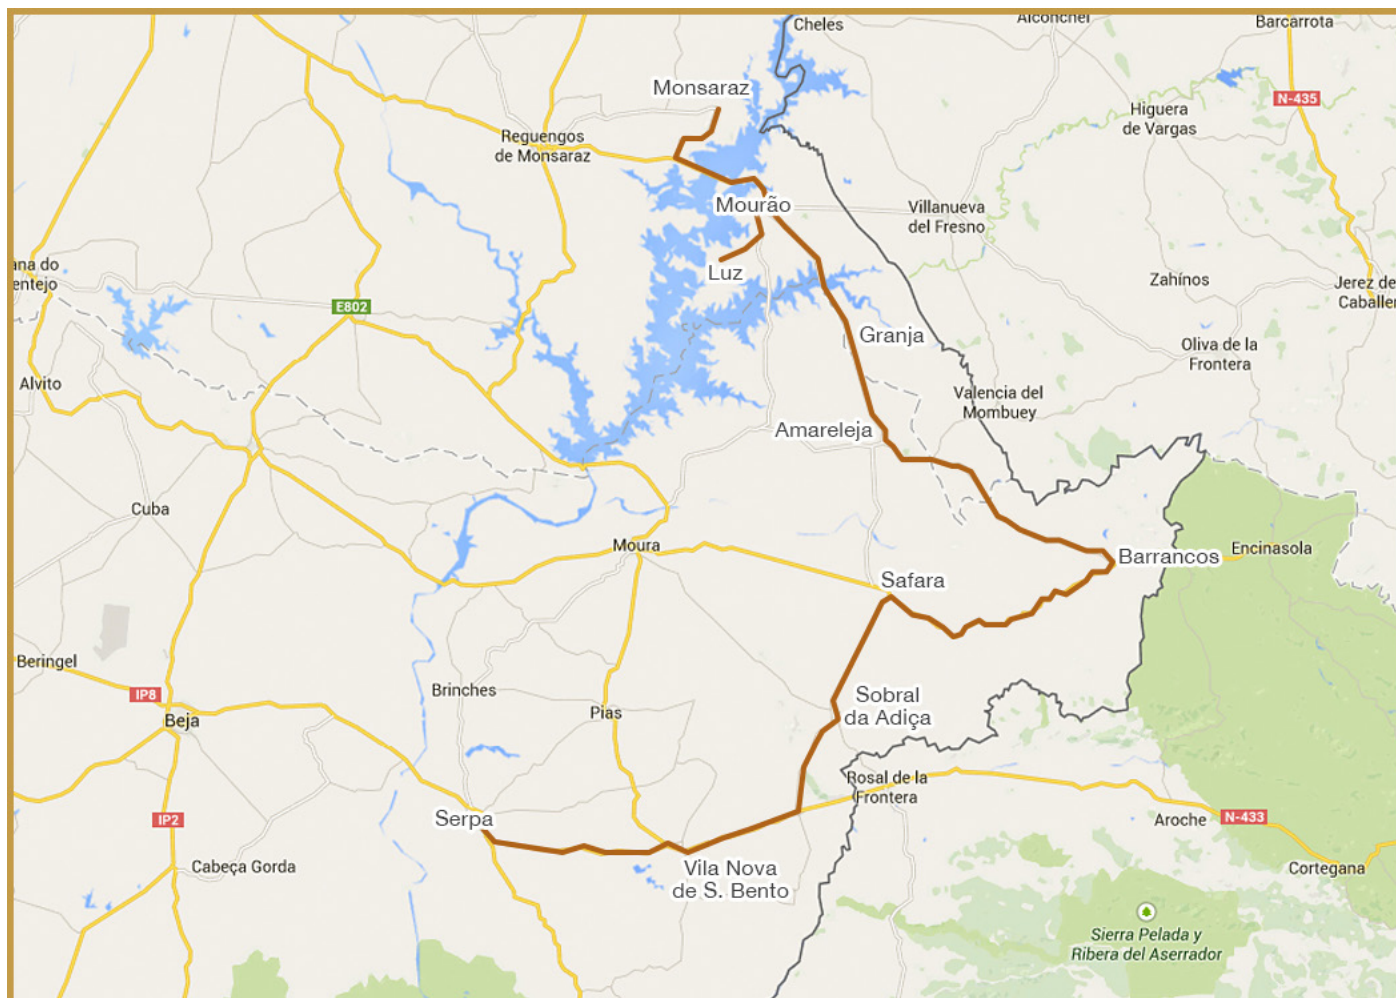 Cheles
Alconchel
Barcarrota
Monsaraz
N-435
Higuera
de Vargas
Reguengos
de Monsaraz
Mourão
Villanueva
del Fresno
ana do
entejo
Luz
Zahínos
Jerez de
Caballer
E802
Granja
Oliva de la
Frontera
Alvito
Valencia del
Mombuey
Amareleja
Cuba
Moura
Barrancos
Encinasola
Safara
Beringel
Brinches
IP8
Beja
Pias
Sobral
da Adiça
Rosal de la
Frontera
Serpa
IP2
Aroche
N-433
Cabeça Gorda
Vila Nova
de S. Bento
Cortegana
Sierra Pelada y
Ribera del Aserrador